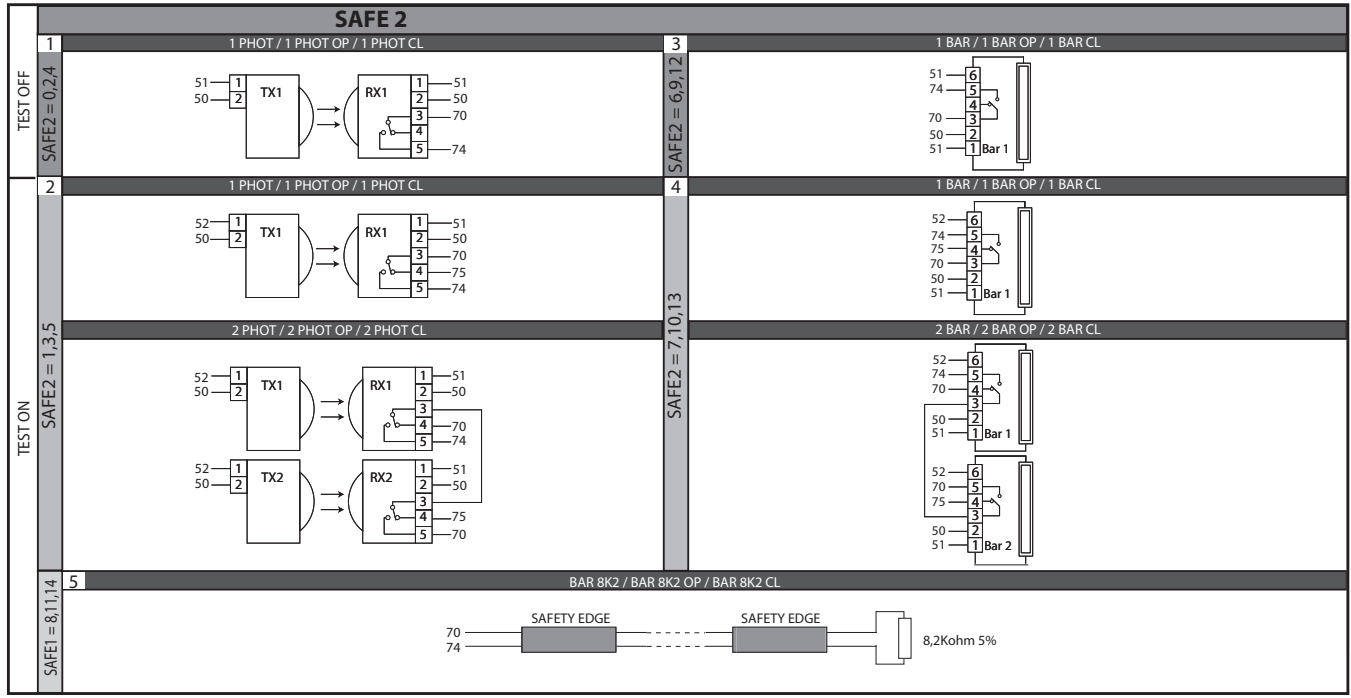 SAFE 2
TEST OFF
SAFE2 = 0,2,4
1
1 PHOT / 1 PHOT OP / 1 PHOT CL
51 1 TX1 RX1 1 51
50 2 2 50
3 70
4
5 74
SAFE2 = 6,9,12
3
1 BAR / 1 BAR OP / 1 BAR CL
51 6
74 5
4
70 3
50 2
51 1 Bar 1
TEST ON
SAFE2 = 1,3,5
2
1 PHOT / 1 PHOT OP / 1 PHOT CL
52 1 TX1 RX1 1 51
50 2 2 50
3 70
4 75
5 74
2 PHOT / 2 PHOT OP / 2 PHOT CL
52 1 TX1 RX1 1 51
50 2 2 50
3
4 70
5 74
52 1 TX2 RX2 1 51
50 2 2 50
3
4 75
5 70
SAFE2 = 7,10,13
4
1 BAR / 1 BAR OP / 1 BAR CL
52 6
74 5
75 4
70 3
50 2
51 1 Bar 1
2 BAR / 2 BAR OP / 2 BAR CL
52 6
74 5
70 4
3
50 2
51 1 Bar 1
52 6
70 5
75 4
3
50 2
51 1 Bar 2
SAFE1 = 8,11,14
5
BAR 8K2 / BAR 8K2 OP / BAR 8K2 CL
SAFETY EDGE SAFETY EDGE
70
74
8,2Kohm 5%